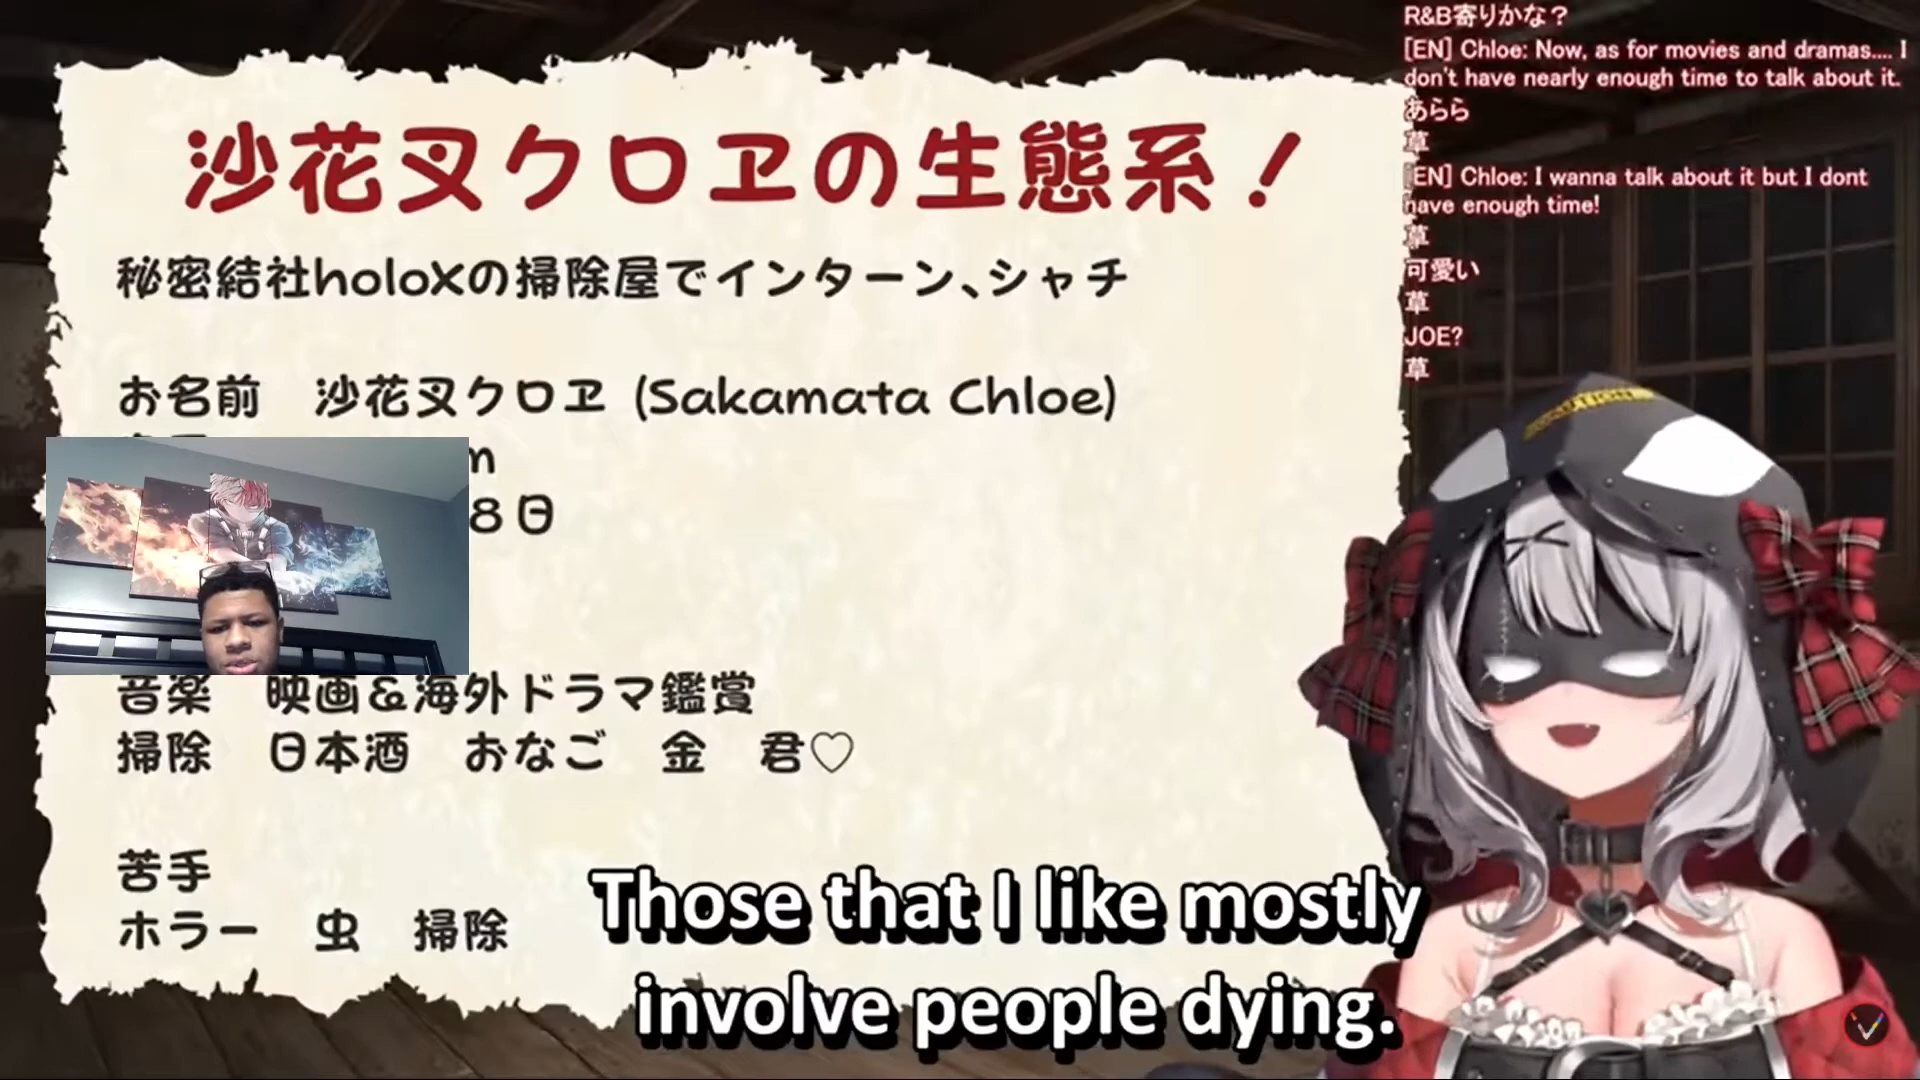 沙花叉クロヱの生態系！
秘密結社holoXの掃除屋でインターン、シャチ
お名前　沙花叉クロヱ (Sakamata Chloe)
m
8日
音楽　映画&海外ドラマ鑑賞
掃除　日本酒　おなご　金　君♡
苦手
ホラー　虫　掃除
Those that I like mostly
involve people dying.
R&B寄りかな？
[EN] Chloe: Now, as for movies and dramas.... I
don't have nearly enough time to talk about it.
あらら
草
[EN] Chloe: I wanna talk about it but I dont
have enough time!
草
可愛い
草
JOE?
草